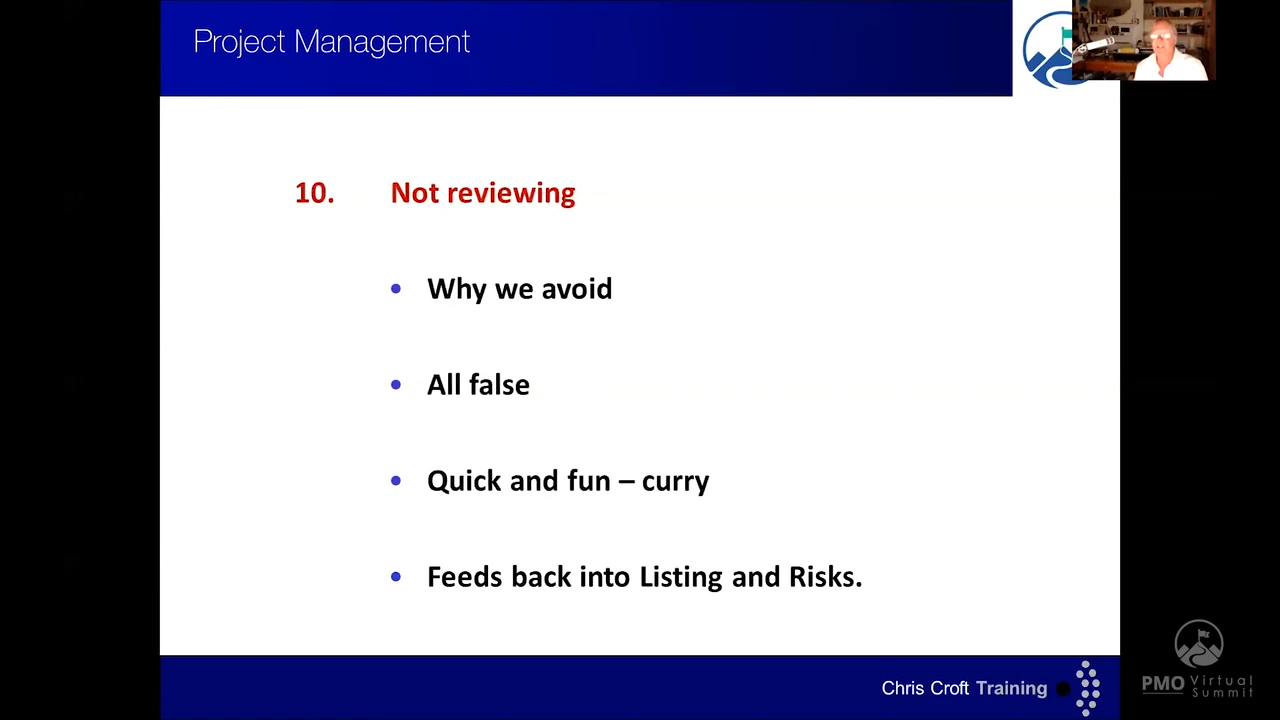 Project Management
10. Not reviewing
• Why we avoid
• All false
• Quick and fun – curry
• Feeds back into Listing and Risks.
Chris Croft Training
PMO Virtual
Summit